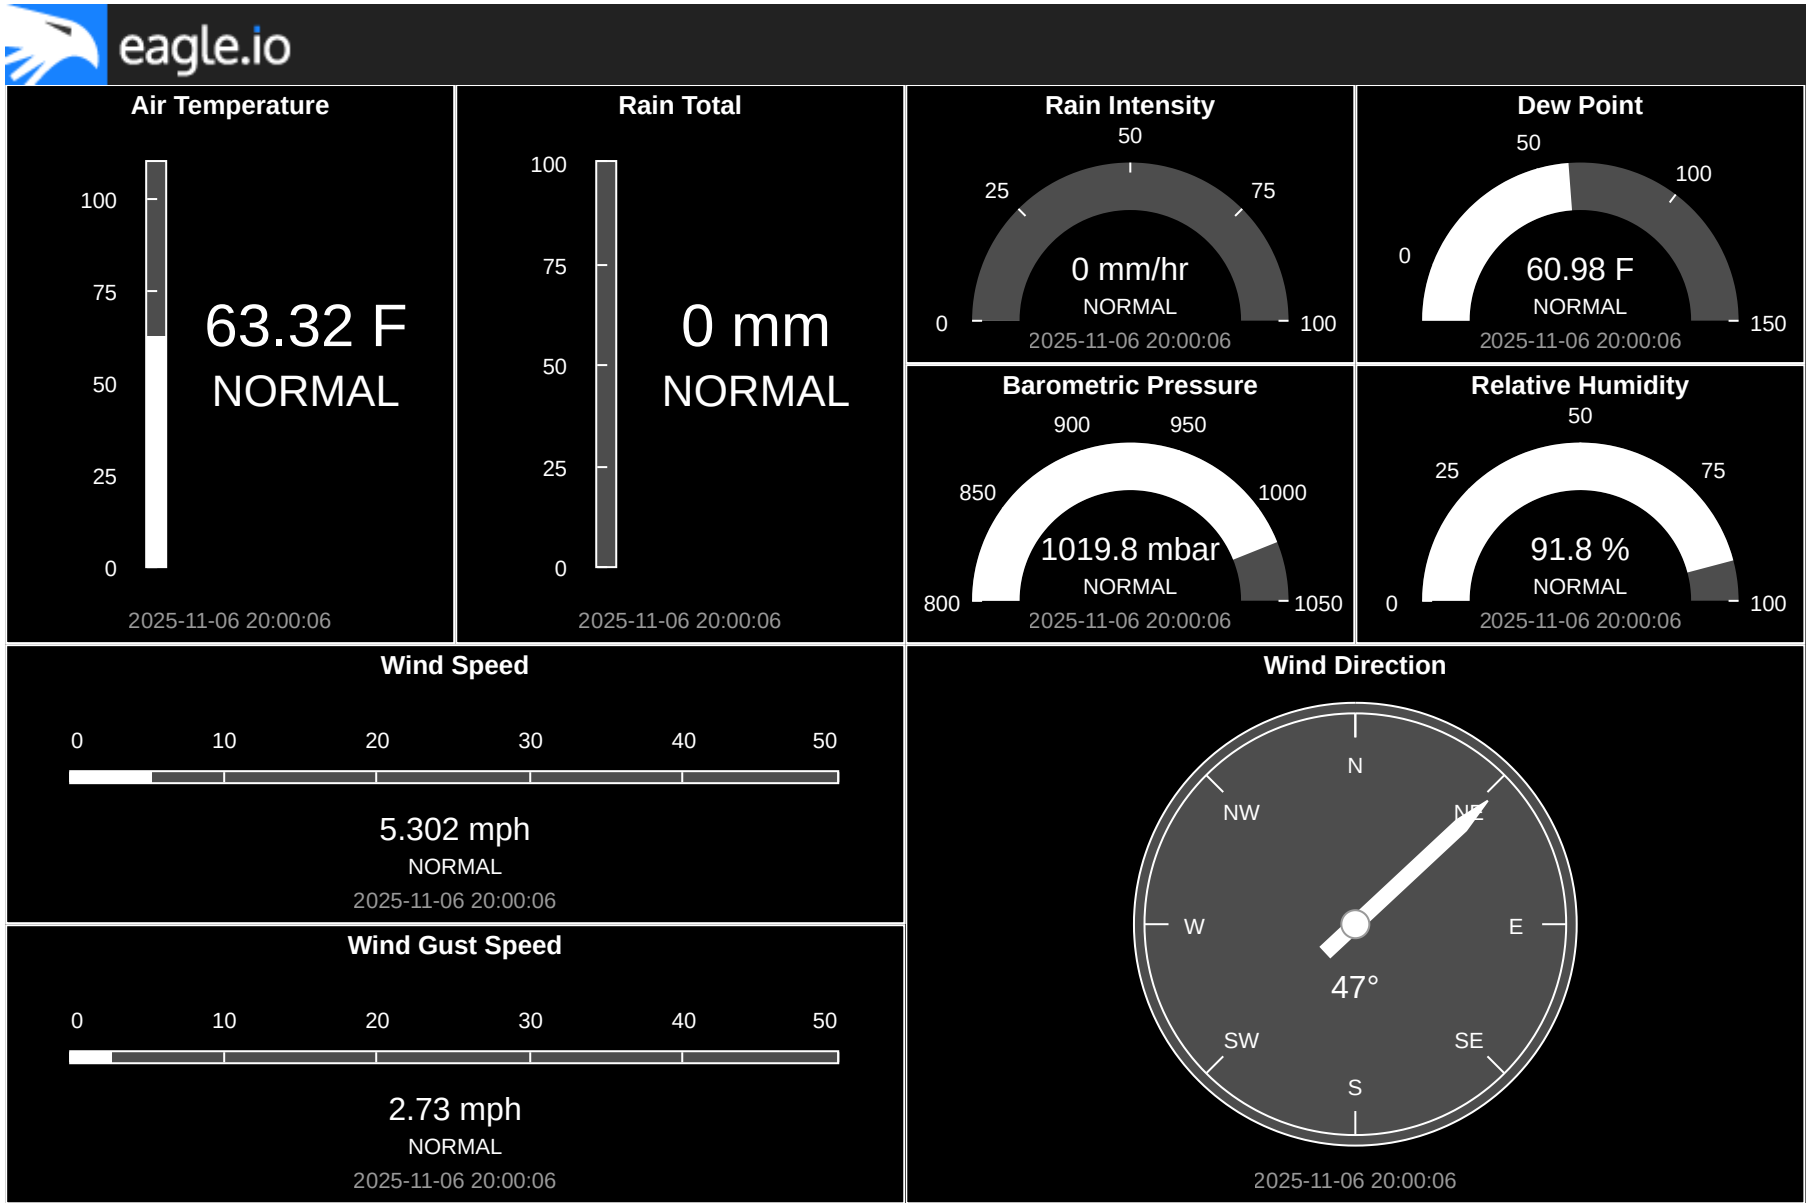 eagle.io
Air Temperature
100
75
50
25
0
63.32 F
NORMAL
2025-11-06 20:00:06
Rain Total
100
75
50
25
0
0 mm
NORMAL
2025-11-06 20:00:06
Rain Intensity
0
25
50
75
100
0 mm/hr
NORMAL
2025-11-06 20:00:06
Dew Point
0
50
100
150
60.98 F
NORMAL
2025-11-06 20:00:06
Barometric Pressure
800
850
900
950
1000
1050
1019.8 mbar
NORMAL
2025-11-06 20:00:06
Relative Humidity
0
25
50
75
100
91.8 %
NORMAL
2025-11-06 20:00:06
Wind Speed
0 10 20 30 40 50
5.302 mph
NORMAL
2025-11-06 20:00:06
Wind Gust Speed
0 10 20 30 40 50
2.73 mph
NORMAL
2025-11-06 20:00:06
Wind Direction
N
NW NE
W E
47°
SW SE
S
2025-11-06 20:00:06